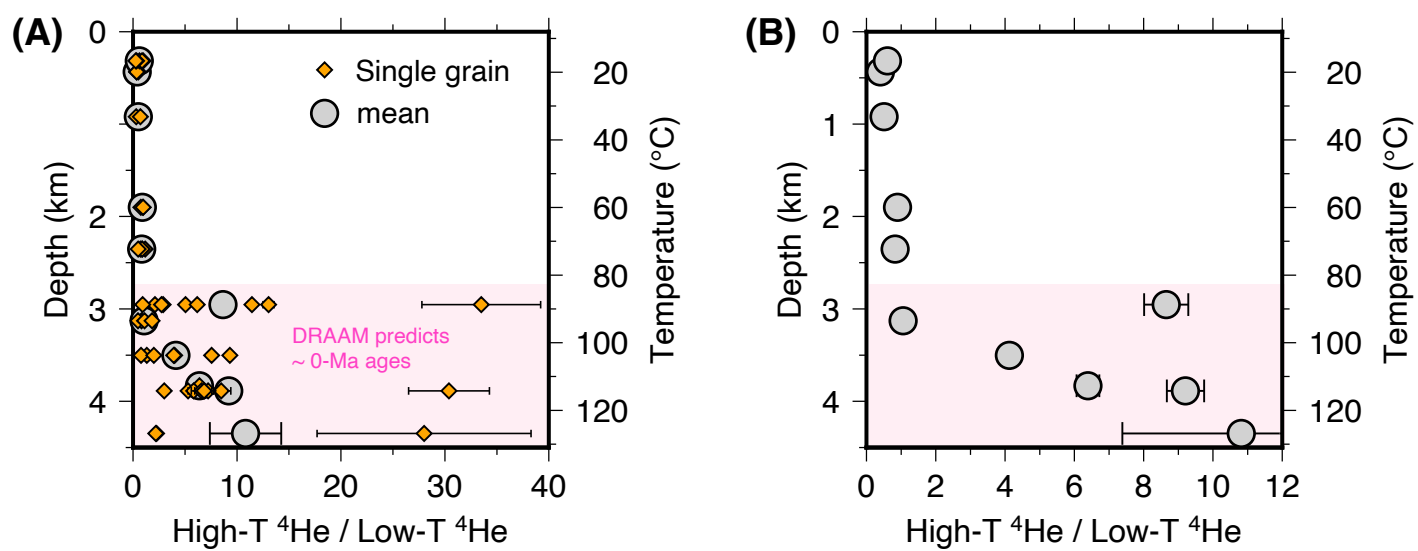 (A)
0
1
2
3
4
Depth (km)
Single grain
mean
DRAAM predicts
~ 0-Ma ages
20
40
60
80
100
120
Temperature (°C)
0 10 20 30 40
High-T ⁴He / Low-T ⁴He
(B)
0
1
2
3
4
Depth (km)
20
40
60
80
100
120
Temperature (°C)
0 2 4 6 8 10 12
High-T ⁴He / Low-T ⁴He